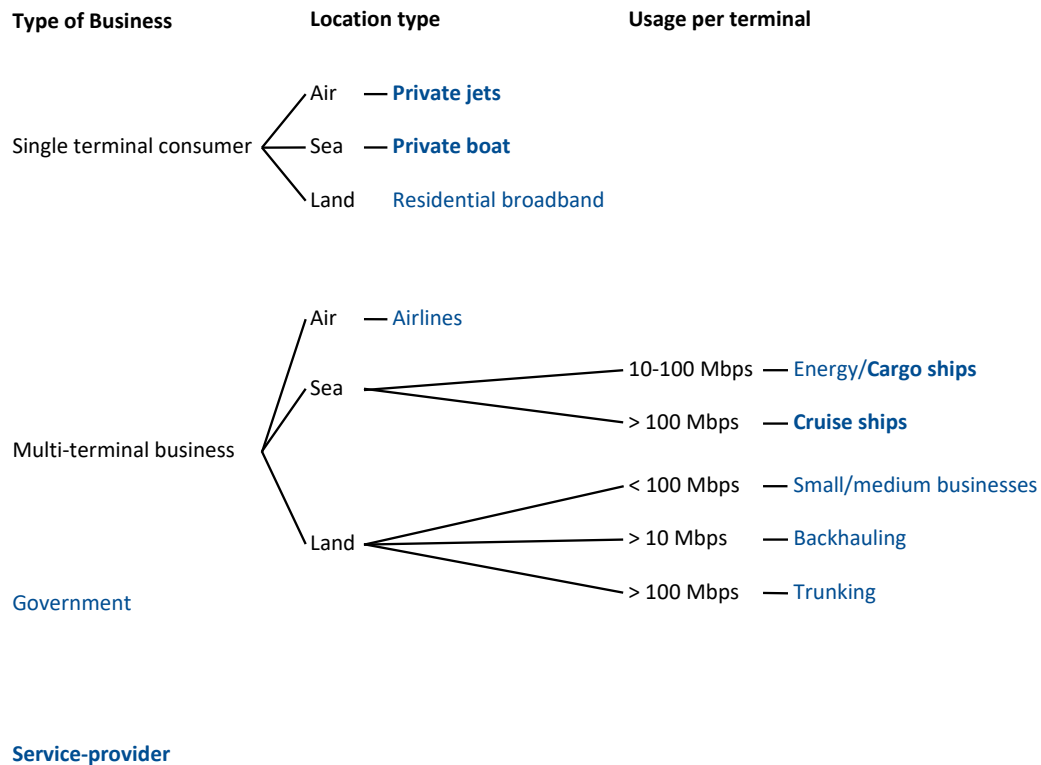 Type of Business Location type Usage per terminal
Air Private jets
Single terminal consumer Sea Private boat
Land Residential broadband
Air Airlines
10-100 Mbps Energy/Cargo ships
Sea
> 100 Mbps Cruise ships
Multi-terminal business
< 100 Mbps Small/medium businesses
Land > 10 Mbps Backhauling
> 100 Mbps Trunking
Government
Service-provider